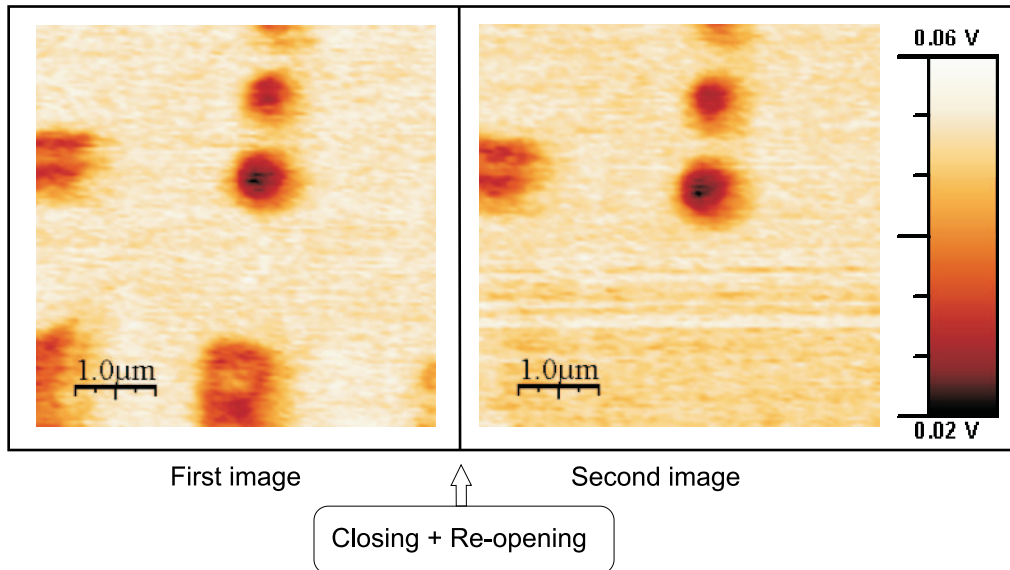 0.06 V
1.0µm
1.0µm
0.02 V
First image
Second image
Closing + Re-opening